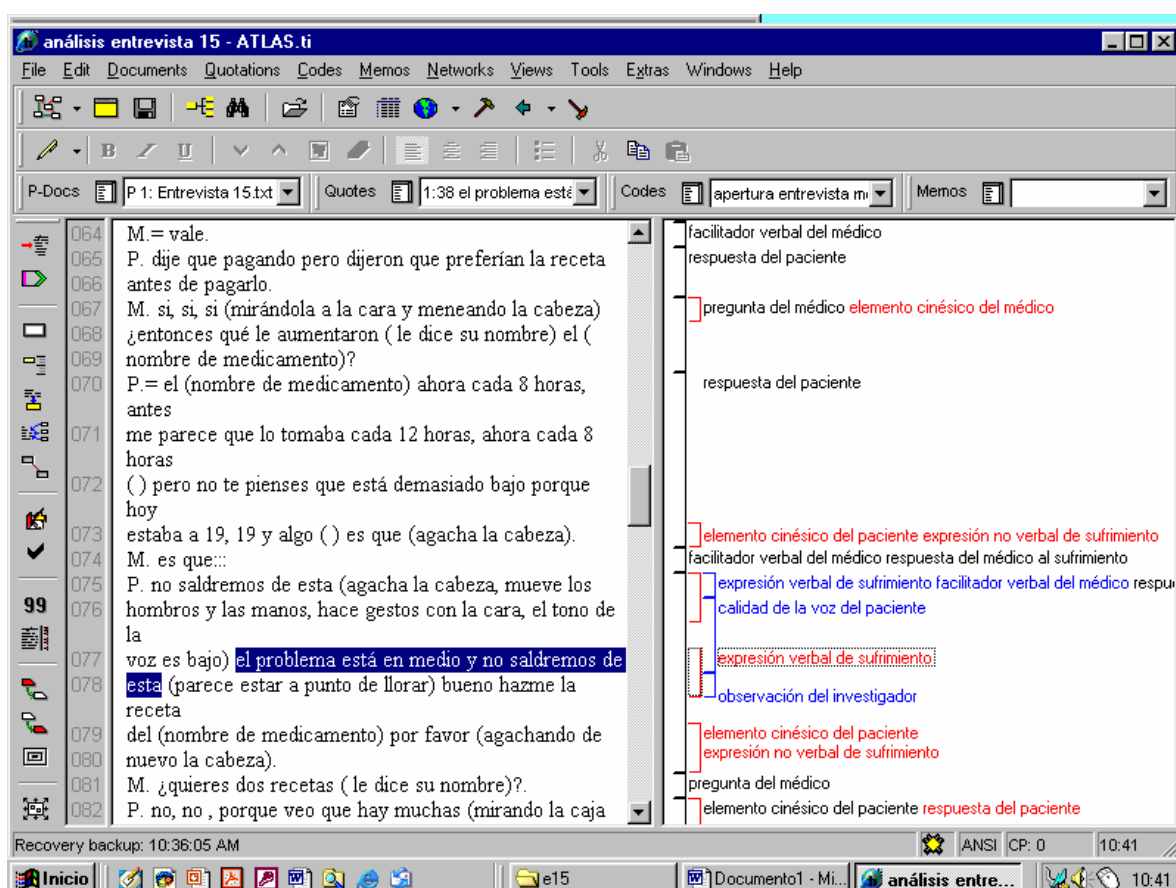 análisis entrevista 15 - ATLAS.ti
File Edit Documents Quotations Codes Memos Networks Views Tools Extras Windows Help
B I U
P-Docs P 1: Entrevista 15.txt Quotes 1:38 el problema está Codes apertura entrevista Memos
064 M.= vale.
065 P. dije que pagando pero dijeron que preferían la receta
066 antes de pagarlo.
067 M. si, si, si (mirándola a la cara y meneando la cabeza)
068 ¿entonces qué le aumentaron ( le dice su nombre) el (
069 nombre de medicamento)?
070 P.= el (nombre de medicamento) ahora cada 8 horas,
antes
071 me parece que lo tomaba cada 12 horas, ahora cada 8
horas
072 ( ) pero no te pienses que está demasiado bajo porque
hoy
073 estaba a 19, 19 y algo ( ) es que (agacha la cabeza).
074 M. es que:::
075 P. no saldremos de esta (agacha la cabeza, mueve los
076 hombros y las manos, hace gestos con la cara, el tono de
la
077 voz es bajo) el problema está en medio y no saldremos de
078 esta (parece estar a punto de llorar) bueno hazme la
receta
079 del (nombre de medicamento) por favor (agachando de
080 nuevo la cabeza).
081 M. ¿quieres dos recetas ( le dice su nombre)?.
082 P. no, no , porque veo que hay muchas (mirando la caja
99
facilitador verbal del médico
respuesta del paciente
pregunta del médico elemento cinésico del médico
respuesta del paciente
elemento cinésico del paciente expresión no verbal de sufrimiento
facilitador verbal del médico respuesta del médico al sufrimiento
expresión verbal de sufrimiento facilitador verbal del médico respu
calidad de la voz del paciente
expresión verbal de sufrimiento
observación del investigador
elemento cinésico del paciente
expresión no verbal de sufrimiento
pregunta del médico
elemento cinésico del paciente respuesta del paciente
Recovery backup: 10:36:05 AM ANSI CP: 0 10:41
Inicio e15 Documento1 - Mi... análisis entre... 10:41